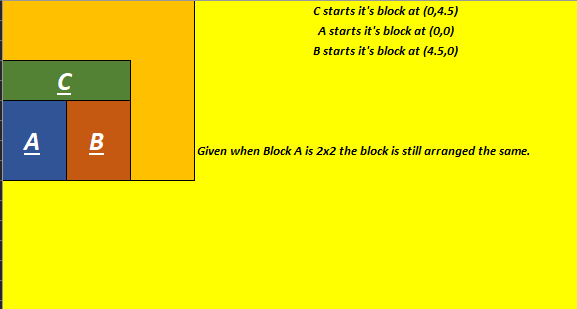 C starts it's block at (0,4.5)
A starts it's block at (0,0)
B starts it's block at (4.5,0)
C
A
B
Given when Block A is 2x2 the block is still arranged the same.